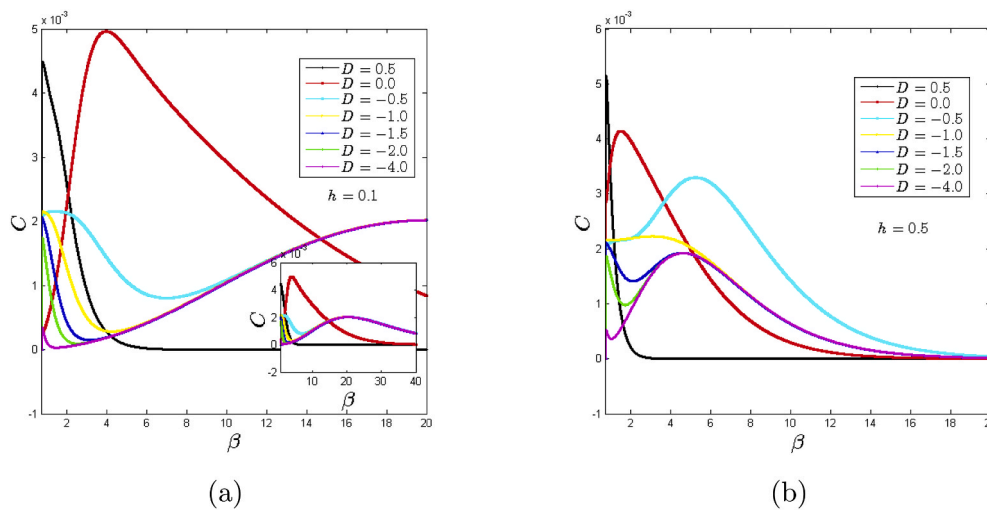 x 10⁻³
5
4
3
2
1
0
-1
C
2 4 6 8 10 12 14 16 18 20
β
D = 0.5
D = 0.0
D = −0.5
D = −1.0
D = −1.5
D = −2.0
D = −4.0
h = 0.1
x 10⁻³
6
4
2
0
-2
C
10 20 30 40
β
(a)
x 10⁻³
6
5
4
3
2
1
0
-1
C
2 4 6 8 10 12 14 16 18 20
β
D = 0.5
D = 0.0
D = −0.5
D = −1.0
D = −1.5
D = −2.0
D = −4.0
h = 0.5
(b)